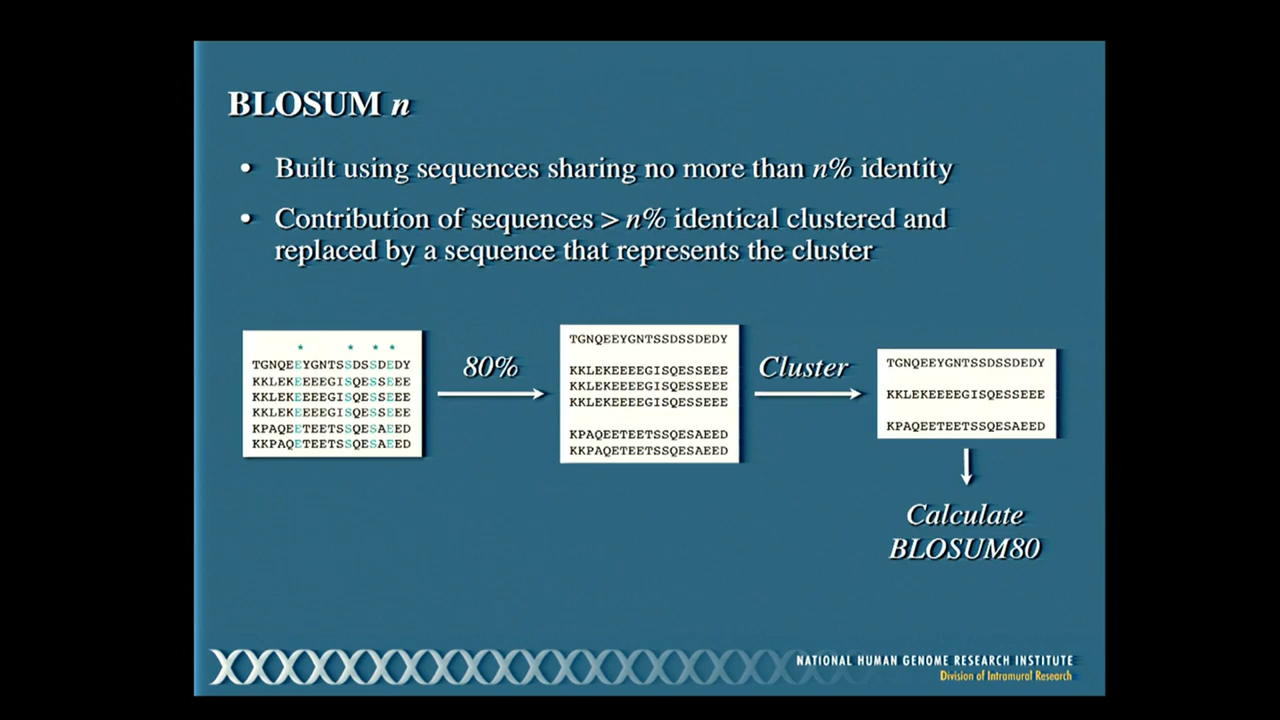 BLOSUM n
• Built using sequences sharing no more than n% identity
• Contribution of sequences > n% identical clustered and
replaced by a sequence that represents the cluster
* * * *
TGNQEEYGNTSSDSSDEDY
KKLEKEEEEGISQESSEEE
KKLEKEEEEGISQESSEEE
KKLEKEEEEGISQESSEEE
KPAQEETEETSSQESAEED
KKPAQETEETSSQESAEED
80%
TGNQEEYGNTSSDSSDEDY
KKLEKEEEEGISQESSEEE
KKLEKEEEEGISQESSEEE
KKLEKEEEEGISQESSEEE
KPAQEETEETSSQESAEED
KKPAQETEETSSQESAEED
Cluster
TGNQEEYGNTSSDSSDEDY
KKLEKEEEEGISQESSEEE
KPAQEETEETSSQESAEED
Calculate
BLOSUM80
NATIONAL HUMAN GENOME RESEARCH INSTITUTE
Division of Intramural Research